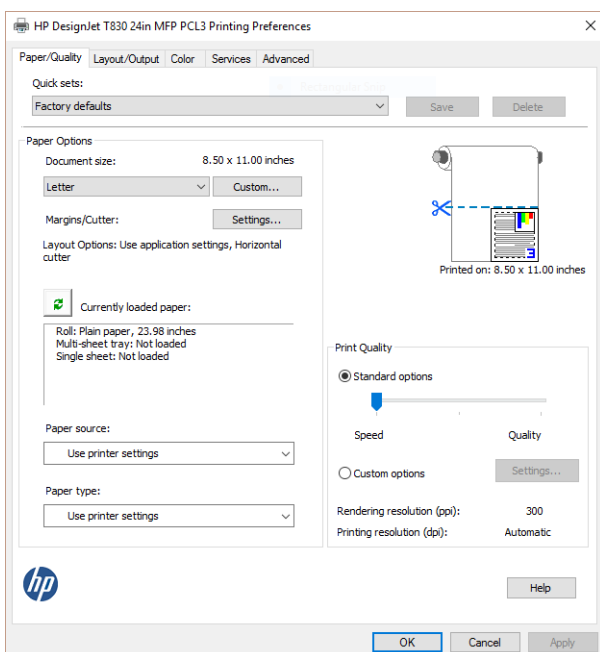 HP DesignJet T830 24in MFP PCL3 Printing Preferences
Paper/Quality Layout/Output Color Services Advanced
Quick sets:
Factory defaults Save Delete
Paper Options
Document size: 8.50 x 11.00 inches
Letter Custom...
Margins/Cutter: Settings...
Layout Options: Use application settings, Horizontal
cutter
3
Printed on: 8.50 x 11.00 inches
Currently loaded paper:
Roll: Plain paper, 23.98 inches
Multi-sheet tray: Not loaded
Single sheet: Not loaded
Paper source:
Use printer settings
Paper type:
Use printer settings
Print Quality
Standard options
Speed Quality
Custom options Settings...
Rendering resolution (ppi): 300
Printing resolution (dpi): Automatic
hp
Help
OK Cancel Apply